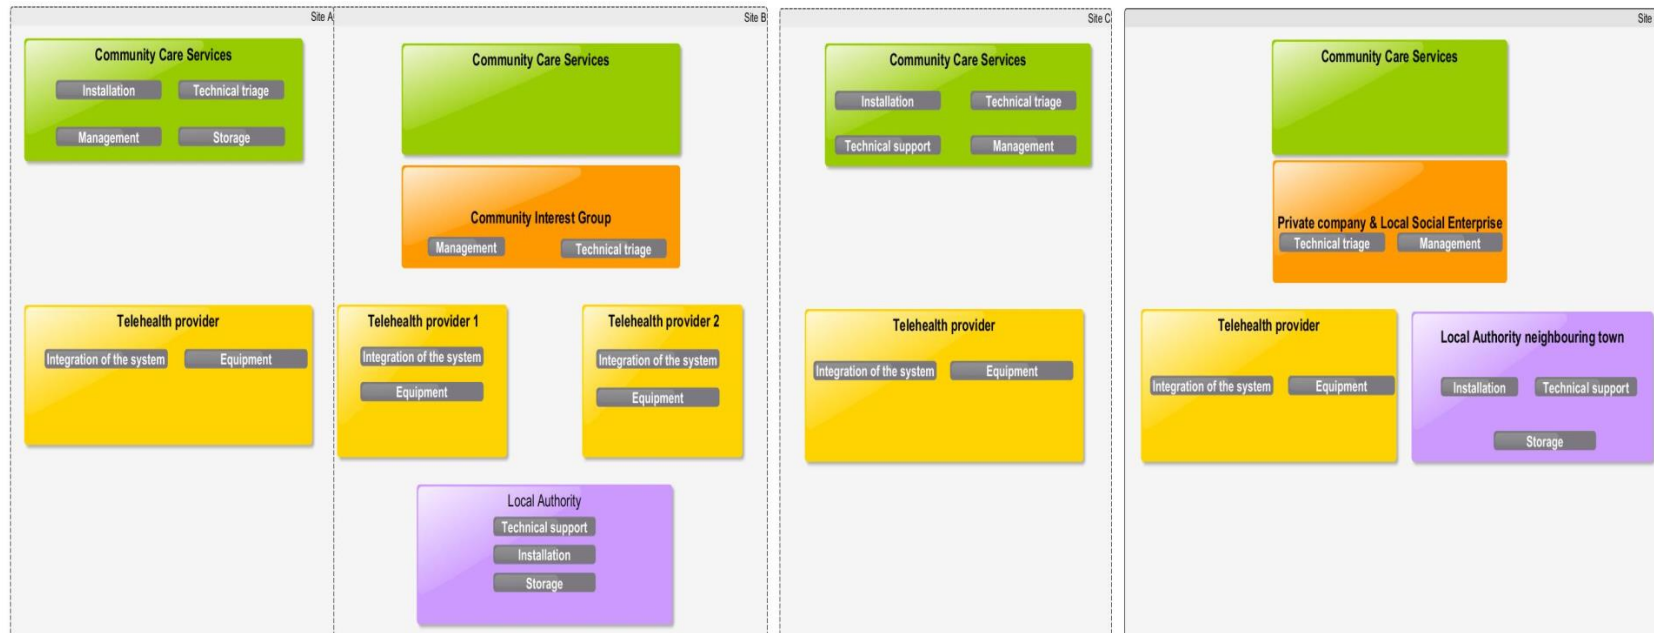 Site A
Community Care Services
Installation
Technical triage
Management
Storage
Telehealth provider
Integration of the system
Equipment
Site B
Community Care Services
Community Interest Group
Management
Technical triage
Telehealth provider 1
Integration of the system
Equipment
Telehealth provider 2
Integration of the system
Equipment
Local Authority
Technical support
Installation
Storage
Site C
Community Care Services
Installation
Technical triage
Technical support
Management
Telehealth provider
Integration of the system
Equipment
Site
Community Care Services
Private company & Local Social Enterprise
Technical triage
Management
Telehealth provider
Integration of the system
Equipment
Local Authority neighbouring town
Installation
Technical support
Storage